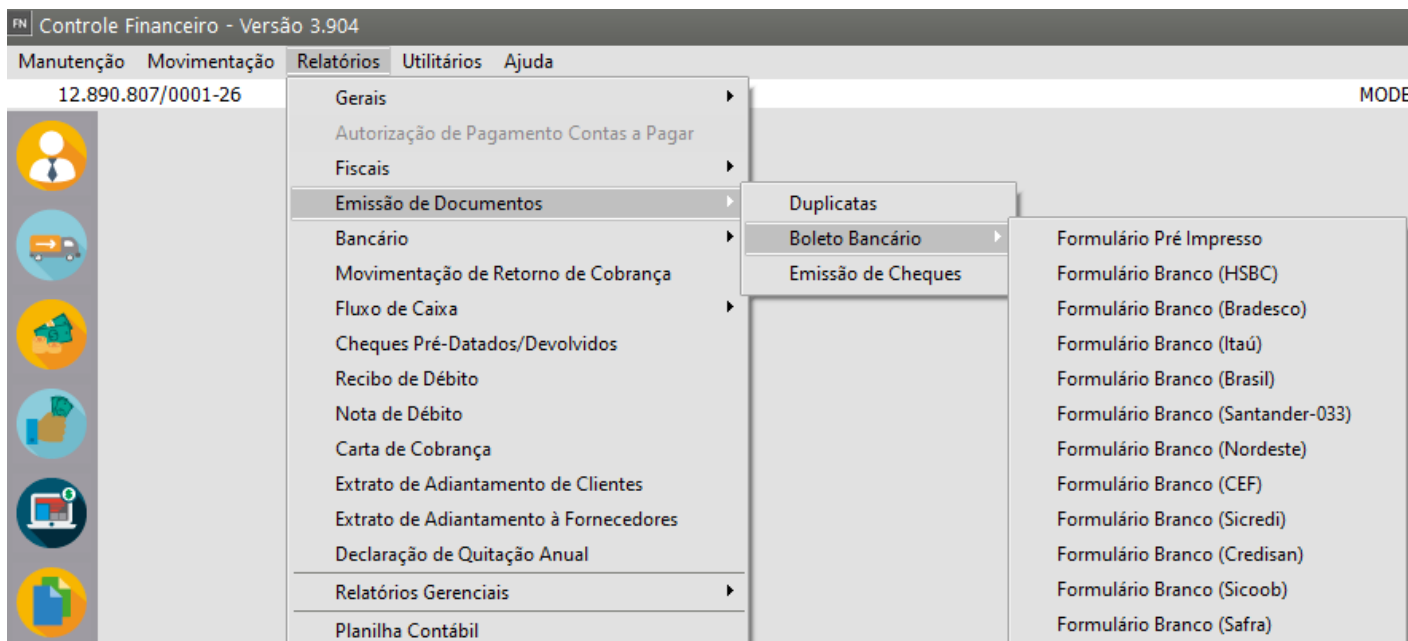 FN Controle Financeiro - Versão 3.904
Manutenção Movimentação Relatórios Utilitários Ajuda
12.890.807/0001-26 MODE
Gerais
Autorização de Pagamento Contas a Pagar
Fiscais
Emissão de Documentos
Bancário
Movimentação de Retorno de Cobrança
Fluxo de Caixa
Cheques Pré-Datados/Devolvidos
Recibo de Débito
Nota de Débito
Carta de Cobrança
Extrato de Adiantamento de Clientes
Extrato de Adiantamento à Fornecedores
Declaração de Quitação Anual
Relatórios Gerenciais
Planilha Contábil
Duplicatas
Boleto Bancário
Emissão de Cheques
Formulário Pré Impresso
Formulário Branco (HSBC)
Formulário Branco (Bradesco)
Formulário Branco (Itaú)
Formulário Branco (Brasil)
Formulário Branco (Santander-033)
Formulário Branco (Nordeste)
Formulário Branco (CEF)
Formulário Branco (Sicredi)
Formulário Branco (Credisan)
Formulário Branco (Sicoob)
Formulário Branco (Safra)